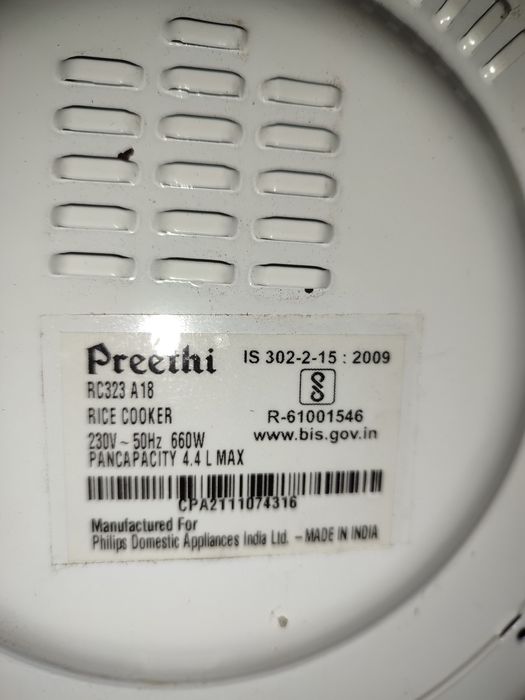 Preethi
RC323 A18
RICE COOKER
230V ~ 50Hz 660W
PANCAPACITY 4.4 L MAX
IS 302-2-15 : 2009
R-61001546
www.bis.gov.in
CPA2111074316
Manufactured For
Philips Domestic Appliances India Ltd. – MADE IN INDIA